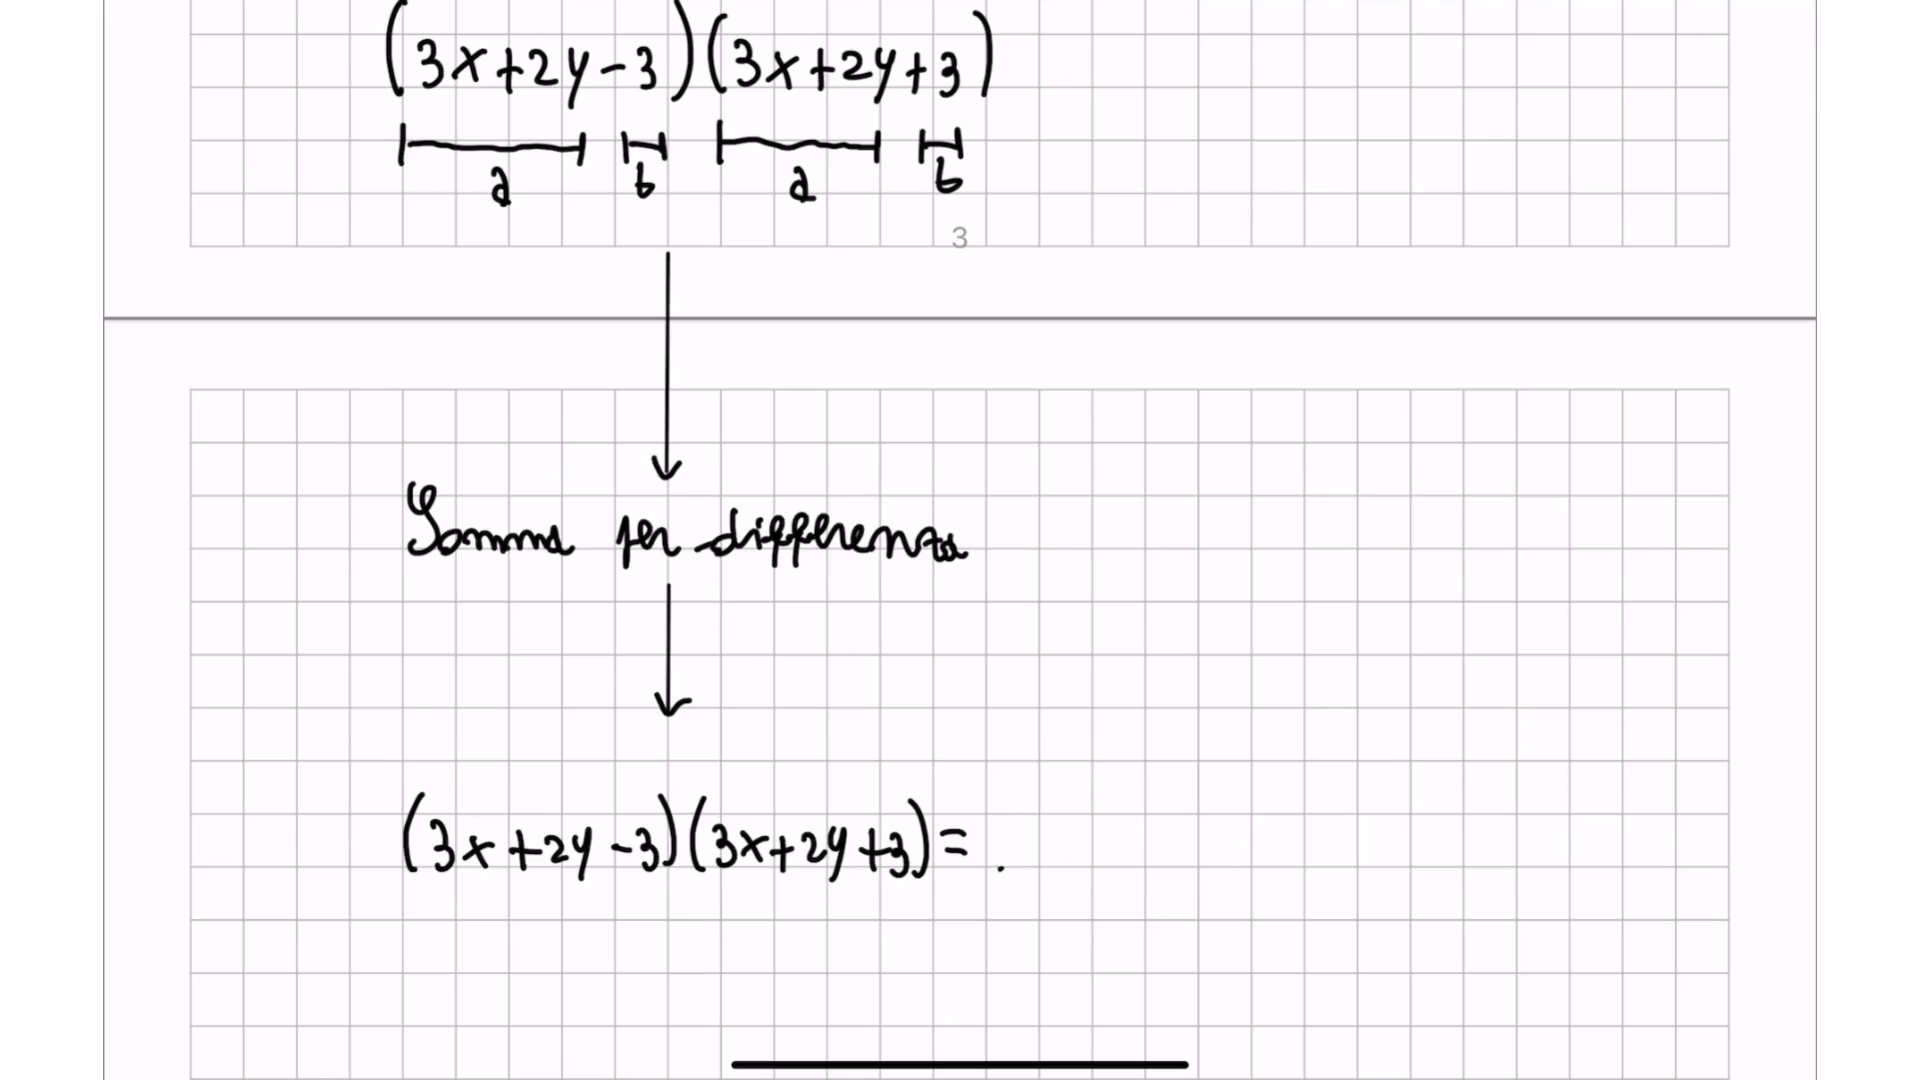 (3x+2y-3)(3x+2y+3)
a b a b
3
Somma per differenza
(3x+2y-3)(3x+2y+3)= .